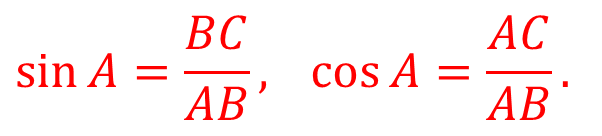 sin A = BC/AB, cos A = AC/AB.